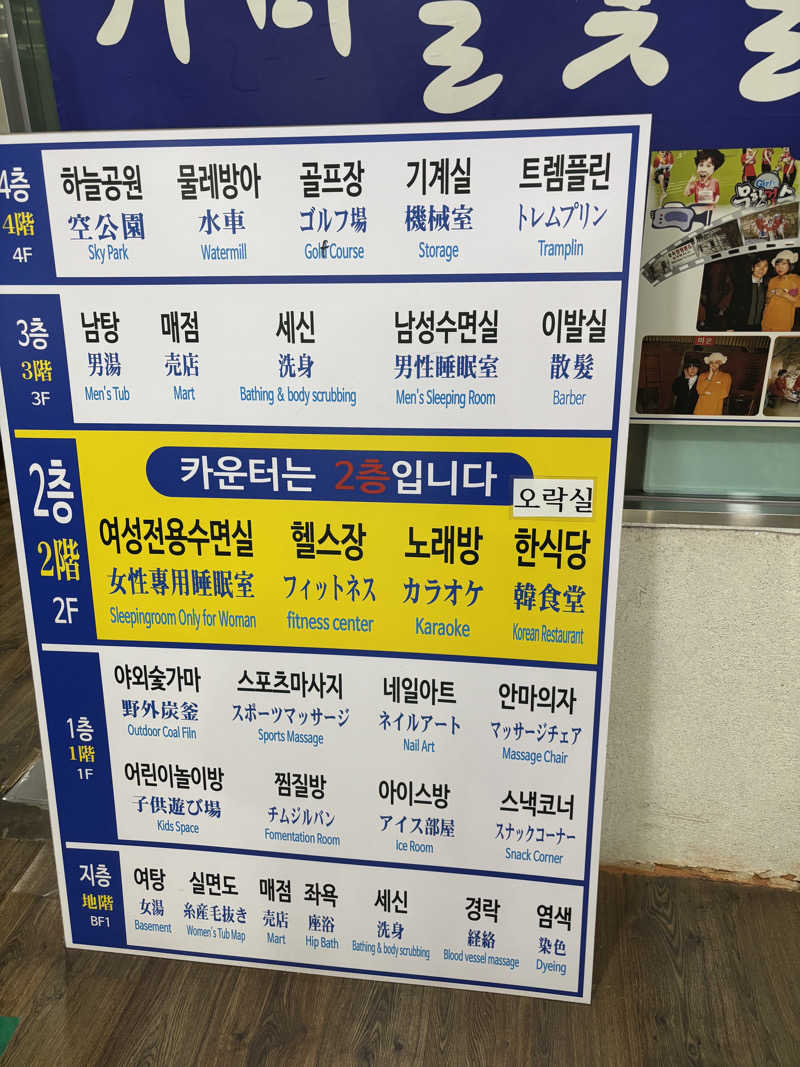 4층
4階
4F
하늘공원 물레방아 골프장 기계실 트렘플린
空公園 水車 ゴルフ場 機械室 トレムプリン
Sky Park Watermill Golf Course Storage Tramplin
3층
3階
3F
남탕 매점 세신 남성수면실 이발실
男湯 売店 洗身 男性睡眠室 散髮
Men's Tub Mart Bathing & body scrubbing Men's Sleeping Room Barber
2층
2階
2F
카운터는 2층입니다
오락실
여성전용수면실 헬스장 노래방 한식당
女性專用睡眠室 フィットネス カラオケ 韓食堂
Sleepingroom Only for Woman fitness center Karaoke Korean Restaurant
1층
1階
1F
야외숯가마 스포츠마사지 네일아트 안마의자
野外炭釜 スポーツマッサージ ネイルアート マッサージチェア
Outdoor Coal Filn Sports Massage Nail Art Massage Chair
어린이놀이방 찜질방 아이스방 스낵코너
子供遊び場 チムジルバン アイス部屋 スナックコーナー
Kids Space Fomentation Room Ice Room Snack Corner
지층
地階
BF1
여탕 실면도 매점 좌욕 세신 경락 염색
女湯 糸産毛抜き 売店 座浴 洗身 経絡 染色
Basement Women's Tub Map Mart Hip Bath Bathing & body scrubbing Blood vessel massage Dyeing